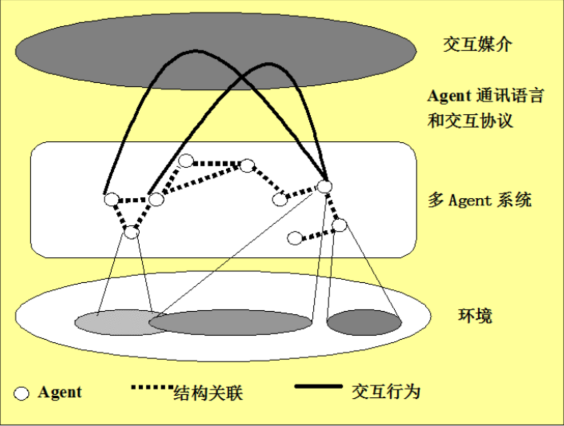 交互媒介
Agent 通讯语言
和交互协议
多 Agent 系统
环境
Agent
结构关联
交互行为